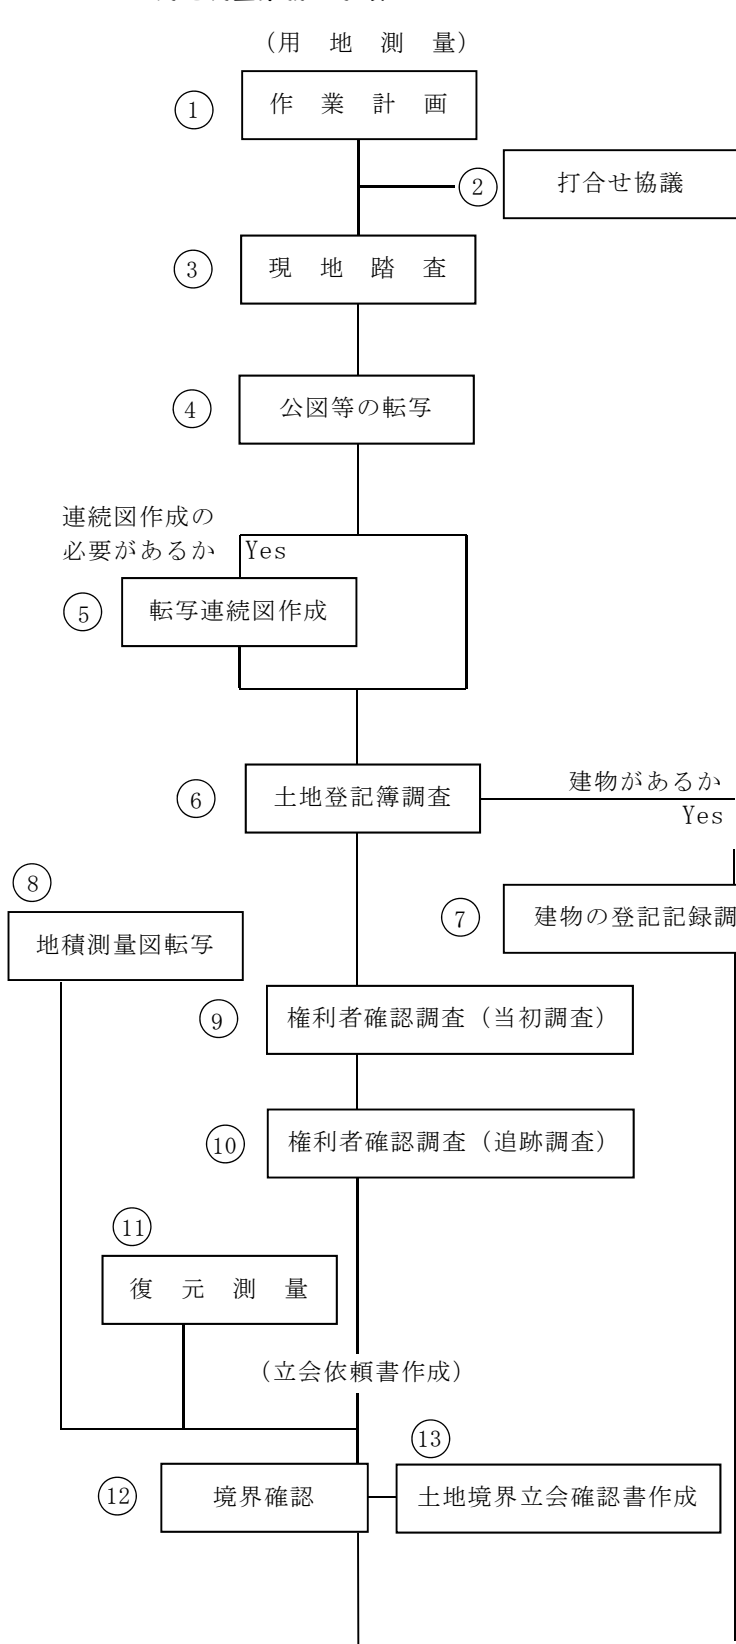 (用 地 測 量)
① 作 業 計 画
② 打合せ協議
③ 現 地 踏 査
④ 公図等の転写
連続図作成の
必要があるか Yes
⑤ 転写連続図作成
⑥ 土地登記簿調査
建物があるか
Yes
⑧
地積測量図転写
⑦ 建物の登記記録調
⑨ 権利者確認調査（当初調査）
⑩ 権利者確認調査（追跡調査）
⑪
復 元 測 量
(立会依頼書作成)
⑬
⑫ 境界確認
土地境界立会確認書作成